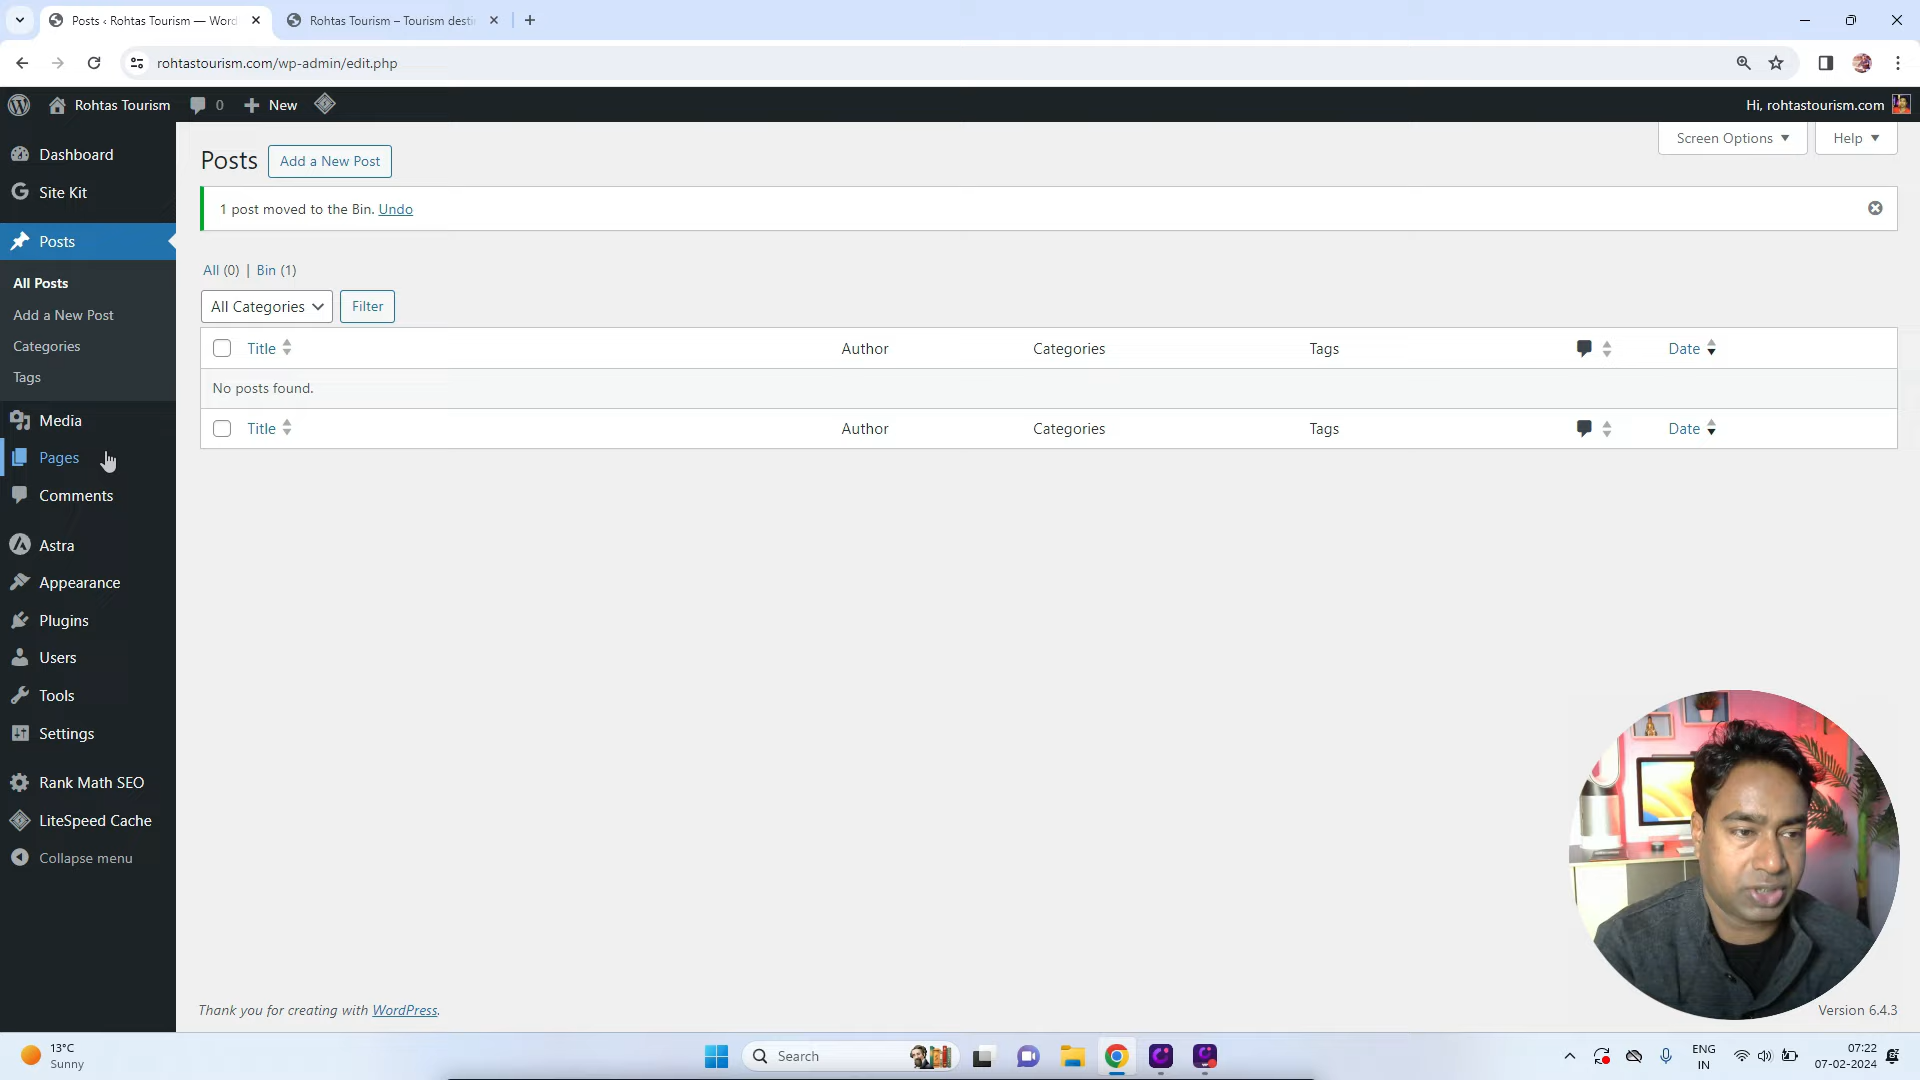 Posts ‹ Rohtas Tourism — Word
Rohtas Tourism – Tourism desti
rohtastourism.com/wp-admin/edit.php
Rohtas Tourism 0 New
Hi, rohtastourism.com
Dashboard
Site Kit
Posts
All Posts
Add a New Post
Categories
Tags
Media
Pages
Comments
Astra
Appearance
Plugins
Users
Tools
Settings
Rank Math SEO
LiteSpeed Cache
Collapse menu
Screen Options
Help
Posts
Add a New Post
1 post moved to the Bin. Undo
All (0) | Bin (1)
All Categories
Filter
Title Author Categories Tags Date
No posts found.
Title Author Categories Tags Date
Thank you for creating with WordPress.
Version 6.4.3
13°C
Sunny
Search
ENG
IN
07:22
07-02-2024